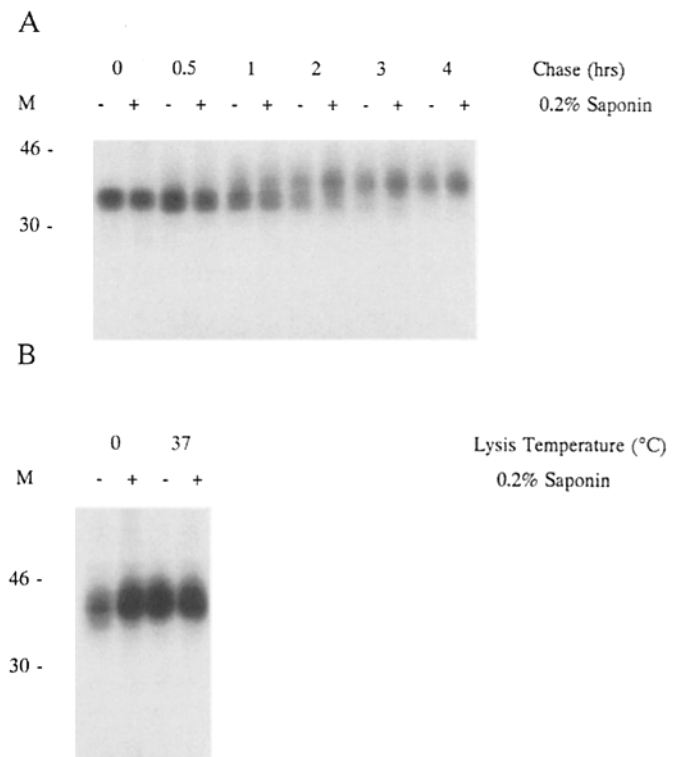 A
0 0.5 1 2 3 4 Chase (hrs)
M - + - + - + - + - + - + 0.2% Saponin
46 -
30 -
B
0 37 Lysis Temperature (°C)
M - + - + 0.2% Saponin
46 -
30 -